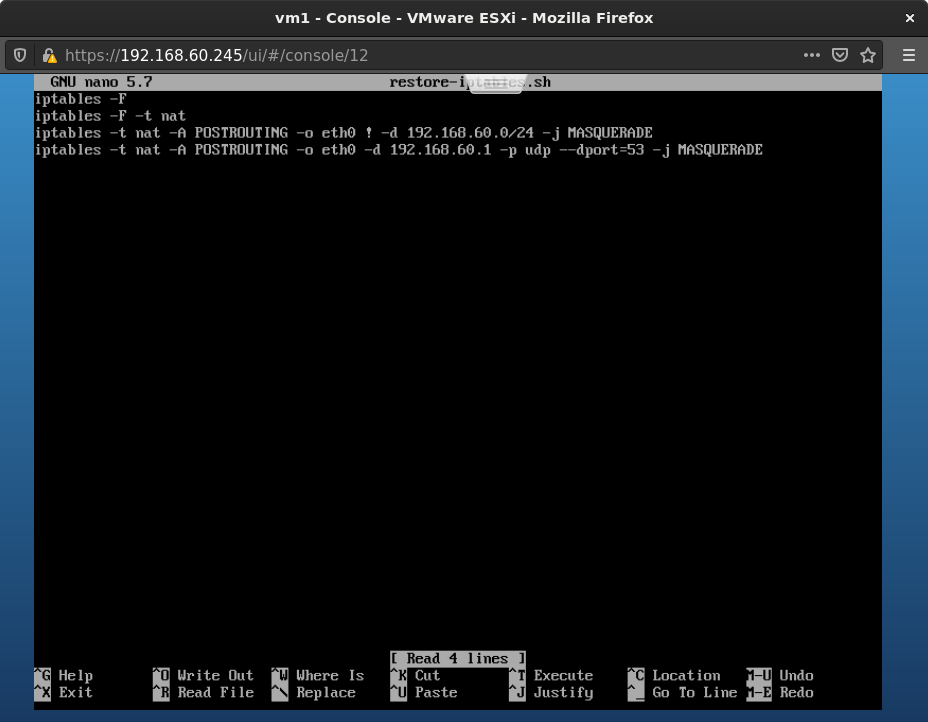 vm1 - Console - VMware ESXi - Mozilla Firefox
https://192.168.60.245/ui/#/console/12
GNU nano 5.7 restore-iptables.sh
iptables -F
iptables -F -t nat
iptables -t nat -A POSTROUTING -o eth0 ! -d 192.168.60.0/24 -j MASQUERADE
iptables -t nat -A POSTROUTING -o eth0 -d 192.168.60.1 -p udp --dport=53 -j MASQUERADE
[ Read 4 lines ]
^G Help ^O Write Out ^W Where Is ^K Cut ^T Execute ^C Location M-U Undo
^X Exit ^R Read File ^\ Replace ^U Paste ^J Justify ^_ Go To Line M-E Redo